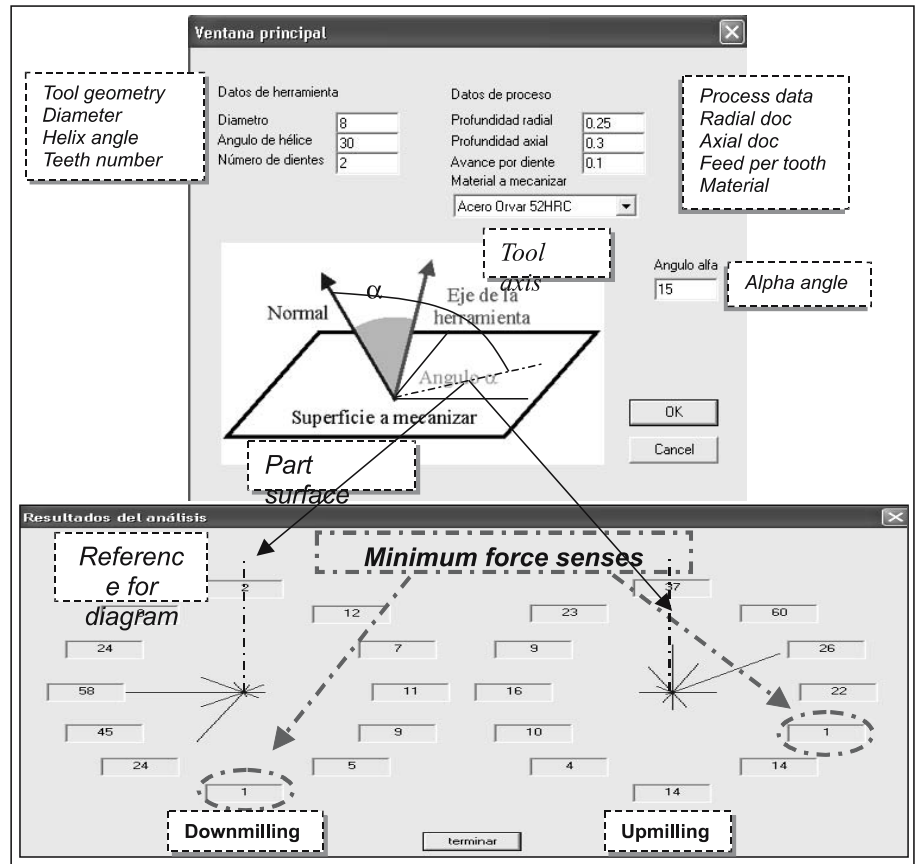 Ventana principal
Tool geometry
Diameter
Helix angle
Teeth number
Datos de herramienta
Diametro
8
Angulo de hélice
30
Número de dientes
2
Datos de proceso
Profundidad radial
0.25
Profundidad axial
0.3
Avance por diente
0.1
Material a mecanizar
Acero Orvar 52HRC
Process data
Radial doc
Axial doc
Feed per tooth
Material
Tool
axis
Angulo alfa
15
Alpha angle
α
Normal
Eje de la
herramienta
Angulo α
Superfície a mecanizar
OK
Cancel
Part
surface
Resultados del análisis
Referenc
e for
diagram
Minimum force senses
2
12
7
11
9
5
1
24
45
58
24
37
60
26
22
1
14
14
4
10
16
9
23
Downmilling
Upmilling
terminar